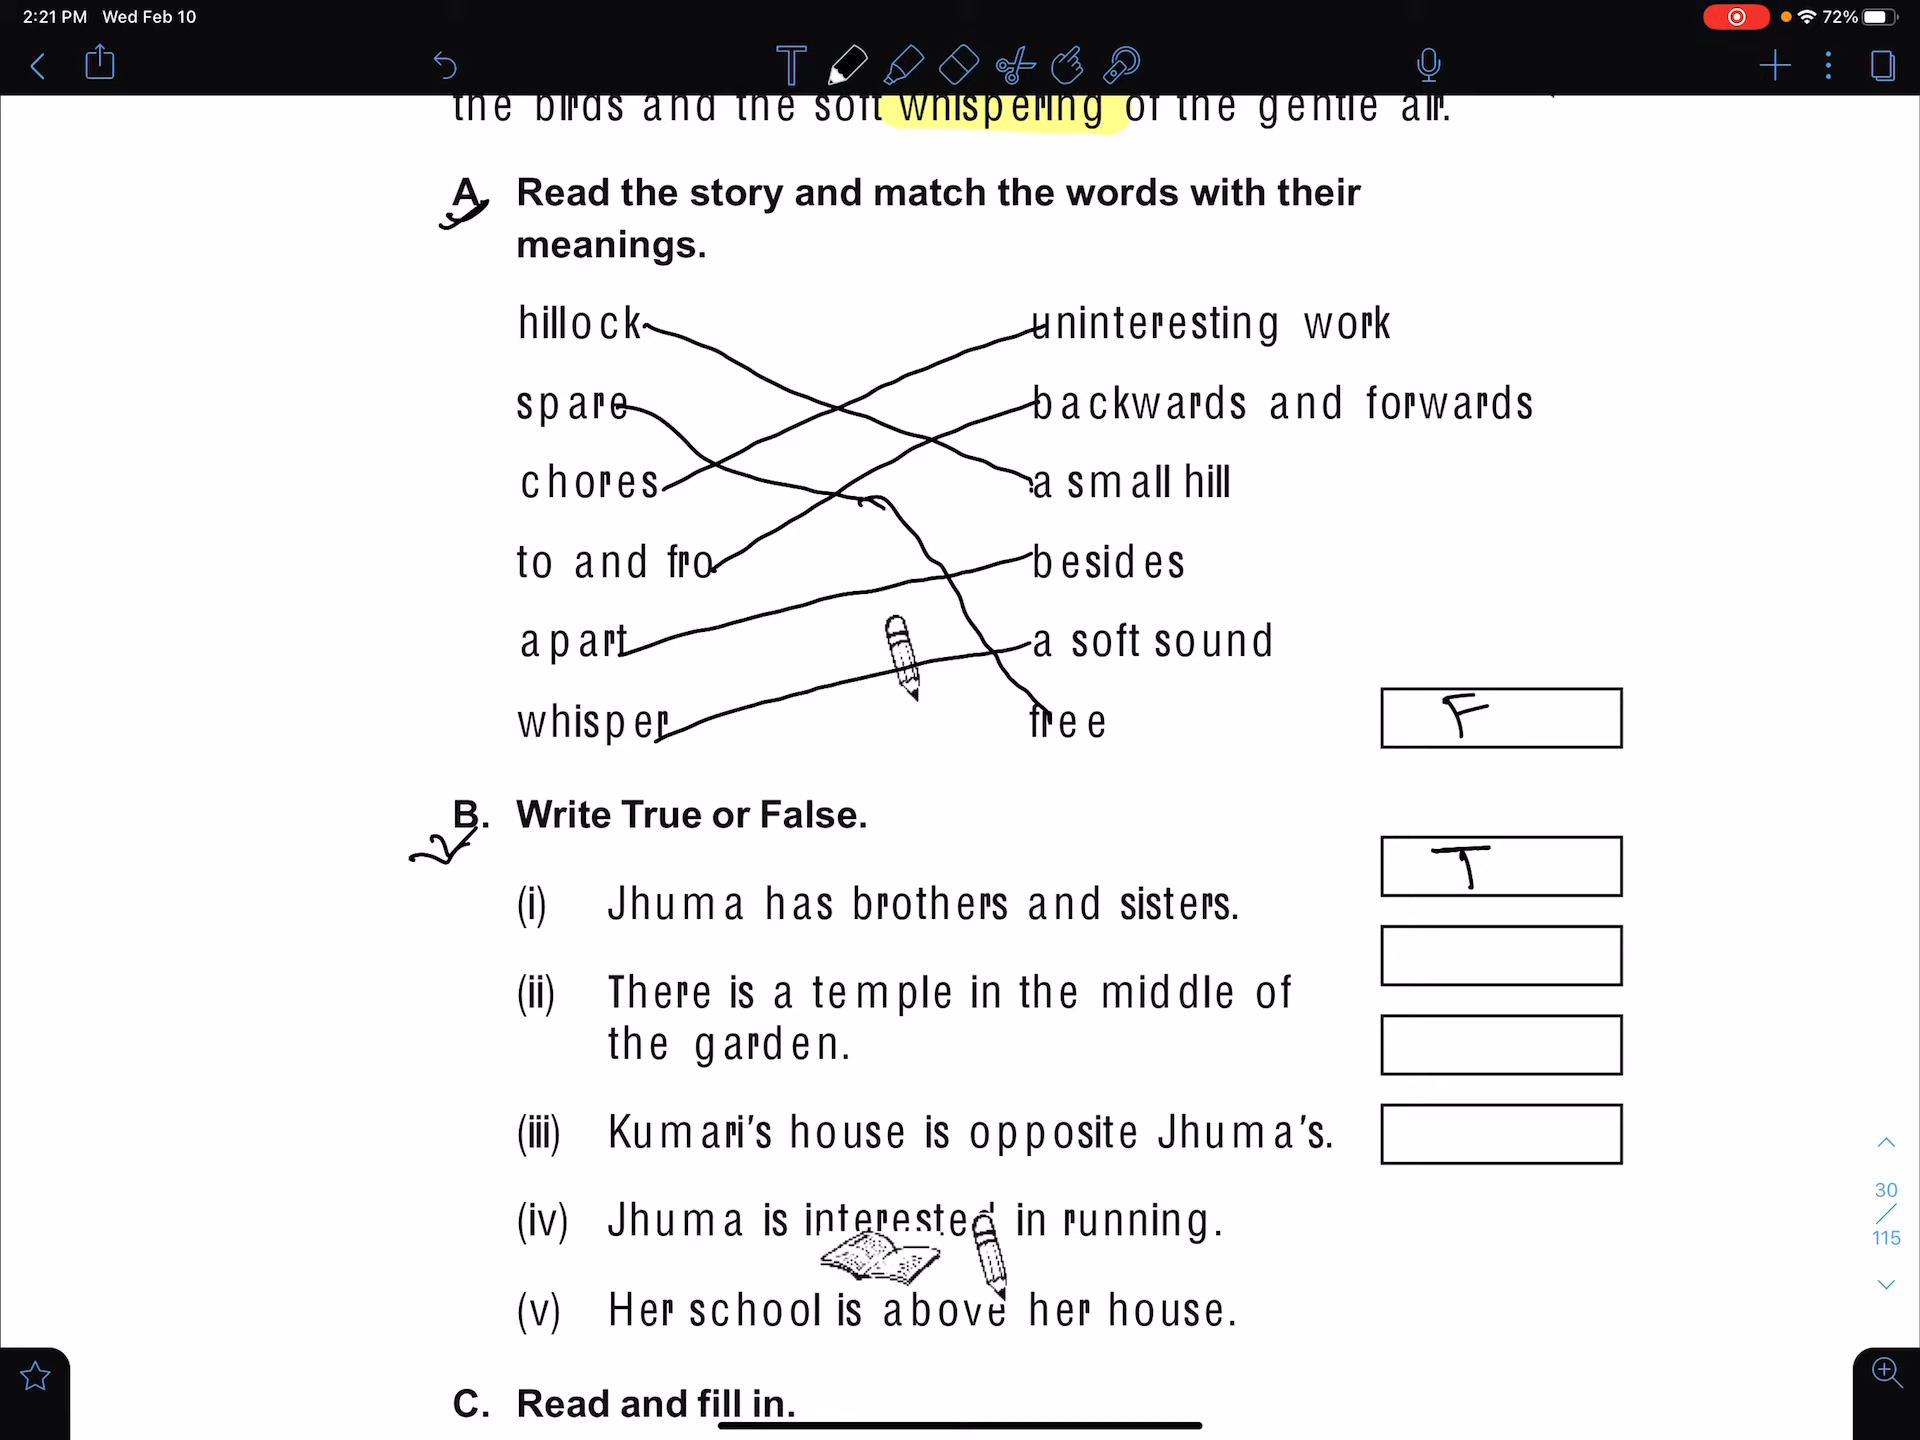 2:21 PM Wed Feb 10
72%
the birds and the soft whispering of the gentle air.
A. Read the story and match the words with their
meanings.
hillock uninteresting work
spare backwards and forwards
chores a small hill
to and fro besides
apart a soft sound
whisper free
F
B. Write True or False.
T
(i) Jhuma has brothers and sisters.
(ii) There is a temple in the middle of
the garden.
(iii) Kumari's house is opposite Jhuma's.
(iv) Jhuma is interested in running.
(v) Her school is above her house.
C. Read and fill in.
30
/
115